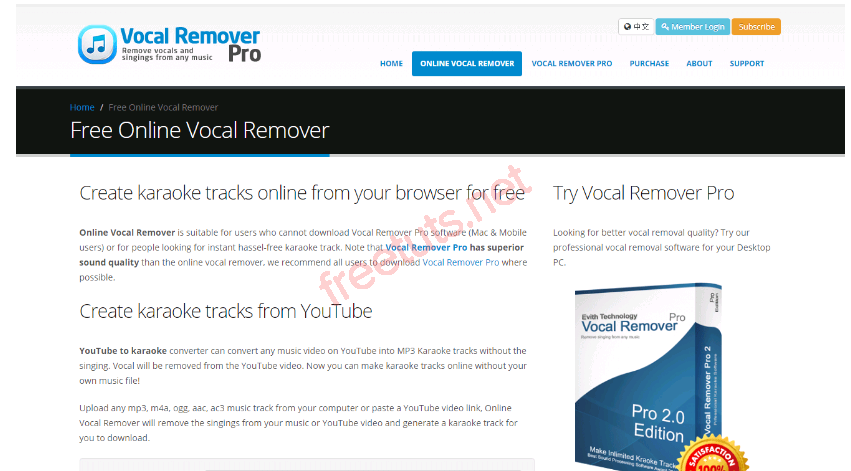 Vocal Remover
Remove vocals and
singings from any music
Pro
中文
Member Login
Subscribe
HOME
ONLINE VOCAL REMOVER
VOCAL REMOVER PRO
PURCHASE
ABOUT
SUPPORT
Home / Free Online Vocal Remover
Free Online Vocal Remover
Create karaoke tracks online from your browser for free
Online Vocal Remover is suitable for users who cannot download Vocal Remover Pro software (Mac & Mobile
users) or for people looking for instant hassel-free karaoke track. Note that Vocal Remover Pro has superior
sound quality than the online vocal remover, we recommend all users to download Vocal Remover Pro where
possible.
Create karaoke tracks from YouTube
YouTube to karaoke converter can convert any music video on YouTube into MP3 Karaoke tracks without the
singing. Vocal will be removed from the YouTube video. Now you can make karaoke tracks online without your
own music file!
Upload any mp3, m4a, ogg, aac, ac3 music track from your computer or paste a YouTube video link, Online
Vocal Remover will remove the singings from your music or YouTube video and generate a karaoke track for
you to download.
Try Vocal Remover Pro
Looking for better vocal removal quality? Try our
professional vocal removal software for your Desktop
PC.
Evith Technology
Vocal Remover Pro
Remove singing from any music
Pro 2.0
Edition
Make Unlimited Karaoke Tracks
Pro
Edition
Vocal Remover Pro 2
SATISFACTION
100%
freetuts.net